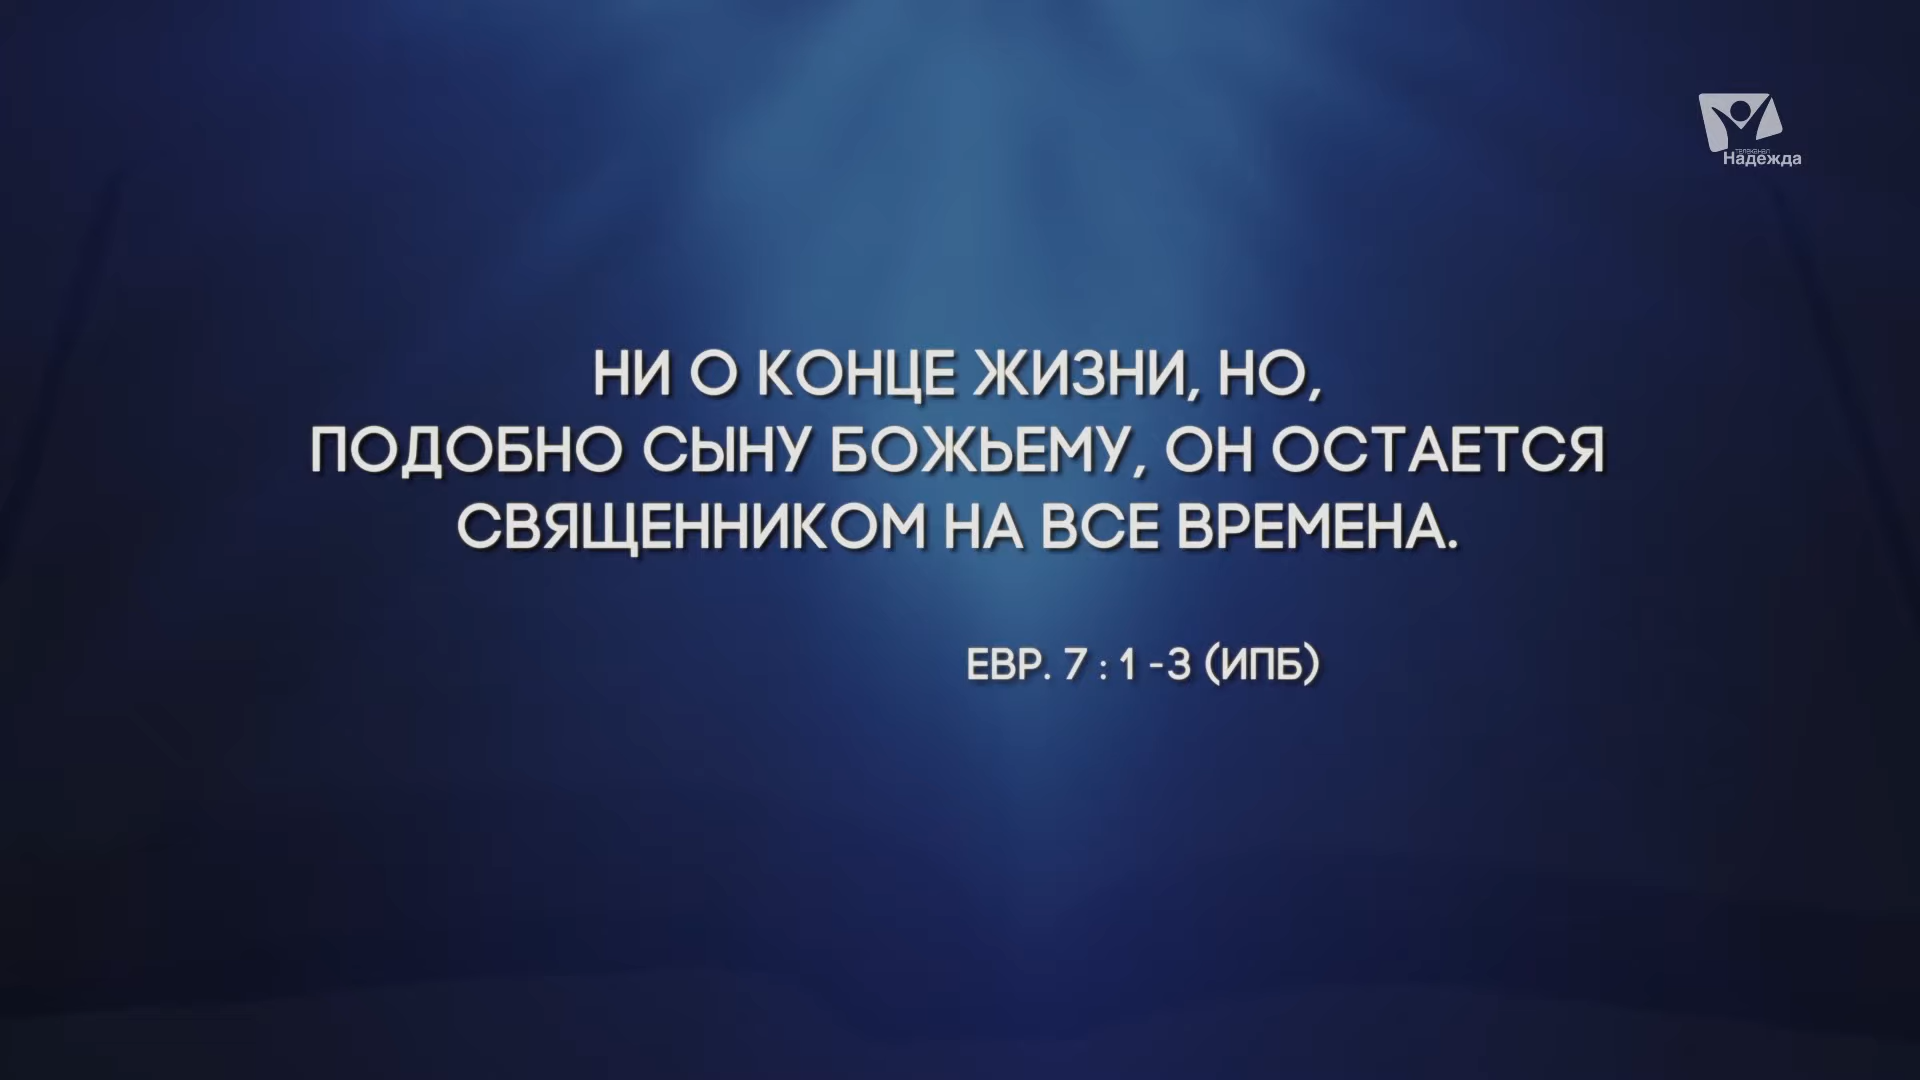 ТЕЛЕКАНАЛ
Надежда
НИ О КОНЦЕ ЖИЗНИ, НО,
ПОДОБНО СЫНУ БОЖЬЕМУ, ОН ОСТАЕТСЯ
СВЯЩЕННИКОМ НА ВСЕ ВРЕМЕНА.
ЕВР. 7 : 1 -3 (ИПБ)